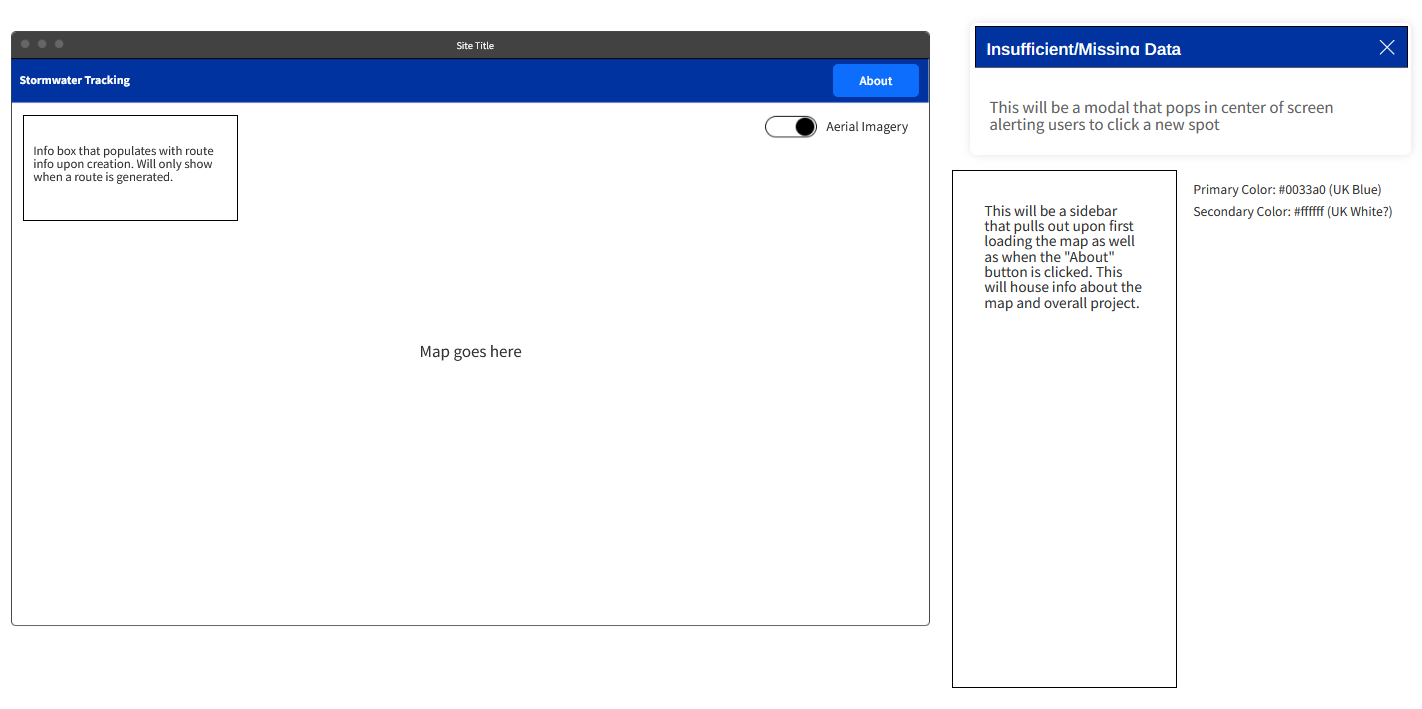 Site Title
Stormwater Tracking
About
Info box that populates with route
info upon creation. Will only show
when a route is generated.
Aerial Imagery
Map goes here
Insufficient/Missing Data
This will be a modal that pops in center of screen
alerting users to click a new spot
This will be a sidebar
that pulls out upon first
loading the map as well
as when the "About"
button is clicked. This
will house info about the
map and overall project.
Primary Color: #0033a0 (UK Blue)
Secondary Color: #ffffff (UK White?)